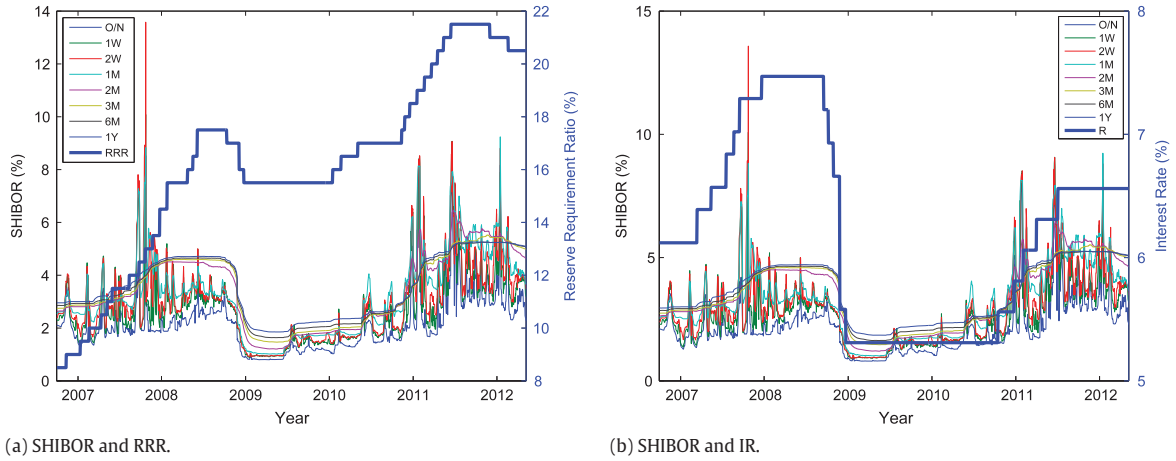 14
12
10
8
6
4
2
0
SHIBOR (%)
O/N
1W
2W
1M
2M
3M
6M
1Y
RRR
22
20
18
16
14
12
10
8
Reserve Requirement Ratio (%)
2007 2008 2009 2010 2011 2012
Year
(a) SHIBOR and RRR.
15
10
5
0
SHIBOR (%)
O/N
1W
2W
1M
2M
3M
6M
1Y
R
8
7
6
5
Interest Rate (%)
2007 2008 2009 2010 2011 2012
Year
(b) SHIBOR and IR.